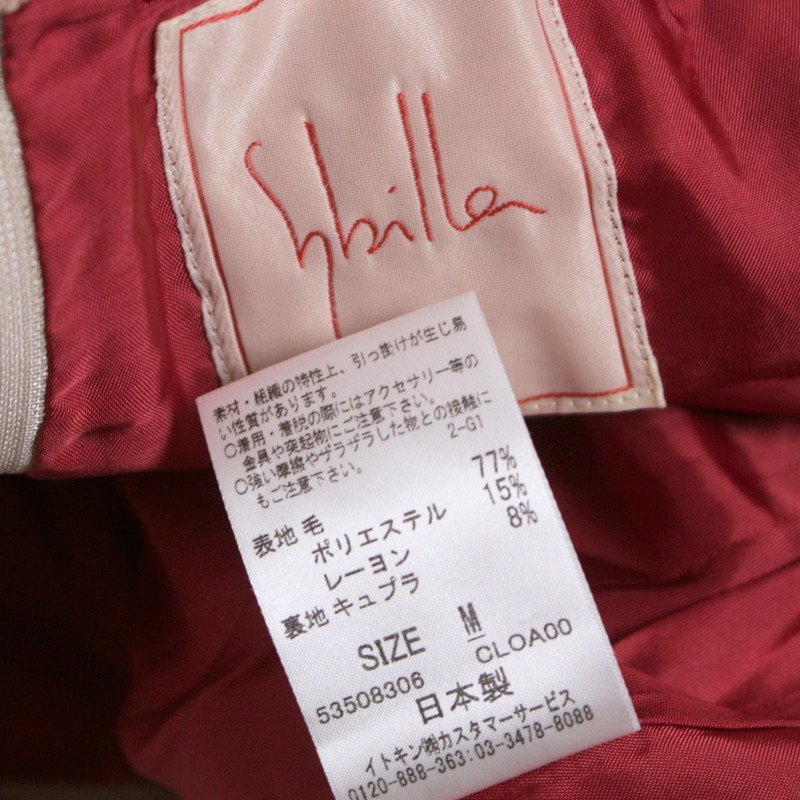 Sybilla
素材・組織の特性上、引っ掛けが生じ易
い性質があります。
○着用・着脱の際にはアクセサリー等の
金具や突起物にご注意下さい。
○強い摩擦やザラザラした物との接触に
もご注意下さい。
2-G1
表地 毛 77%
ポリエステル 15%
レーヨン 8%
裏地 キュプラ
SIZE M
53508306 CLOA00
日本製
イトキン㈱カスタマーサービス
0120-888-363:03-3478-8088